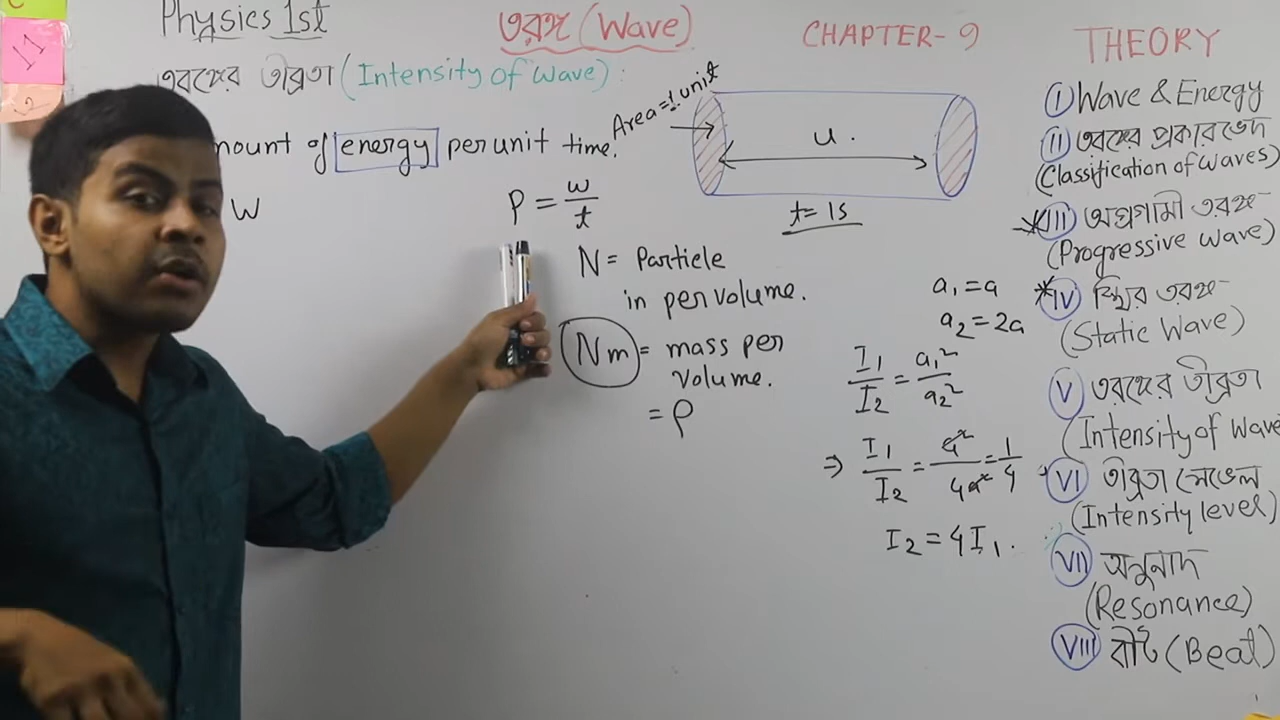 Physics 1st
তরঙ্গ (Wave)
CHAPTER- 9
THEORY
তরঙ্গের তীব্রতা (Intensity of Wave) :
mount of energy per unit time.
W
P = w/t
Area=1 unit
u.
t= 1s
N= Particle
in per volume.
Nm = mass per
volume.
= ρ
a₁ = a
a₂ = 2a
I₁/I₂ = a₁²/a₂²
⇒ I₁/I₂ = a²/4a² = 1/4
I₂ = 4I₁.
I Wave & Energy
II তরঙ্গের প্রকারভেদ
(Classification of Waves)
III অগ্রগামী তরঙ্গ-
(Progressive Wave)
IV স্থির তরঙ্গ-
(Static Wave)
V তরঙ্গের তীব্রতা
(Intensity of Wave
VI তীব্রতা লেভেল
(Intensity level)
VII অনুনাদ
(Resonance)
VIII বীট (Beat)
17